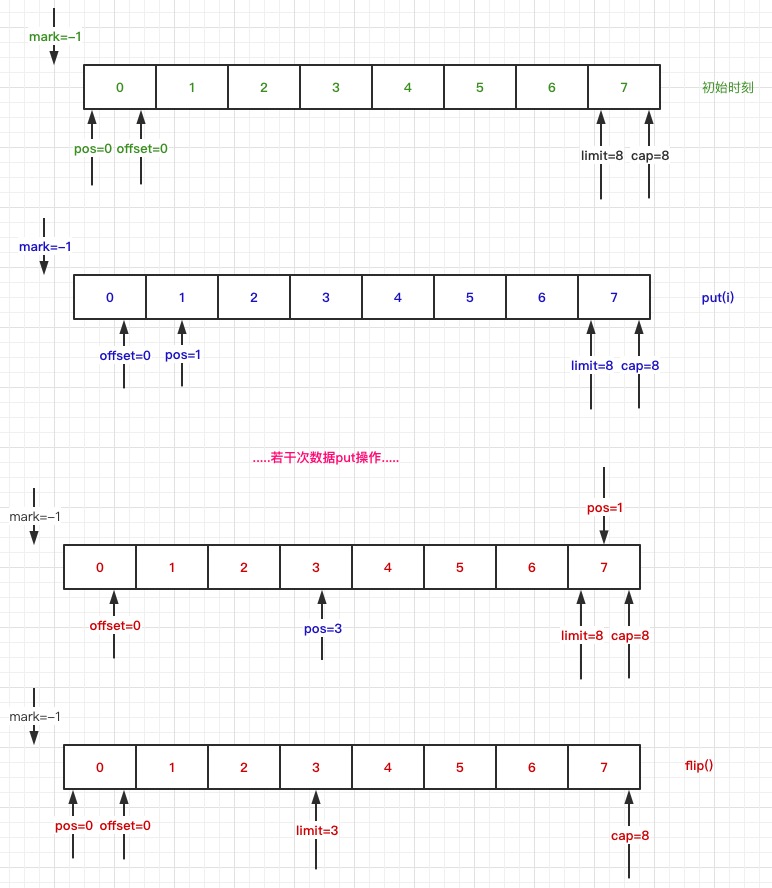 mark=-1
0 1 2 3 4 5 6 7 初始时刻
pos=0 offset=0 limit=8 cap=8
mark=-1
0 1 2 3 4 5 6 7 put(i)
offset=0 pos=1 limit=8 cap=8
.....若干次数据put操作.....
mark=-1 pos=1
0 1 2 3 4 5 6 7
offset=0 pos=3 limit=8 cap=8
mark=-1
0 1 2 3 4 5 6 7 flip()
pos=0 offset=0 limit=3 cap=8